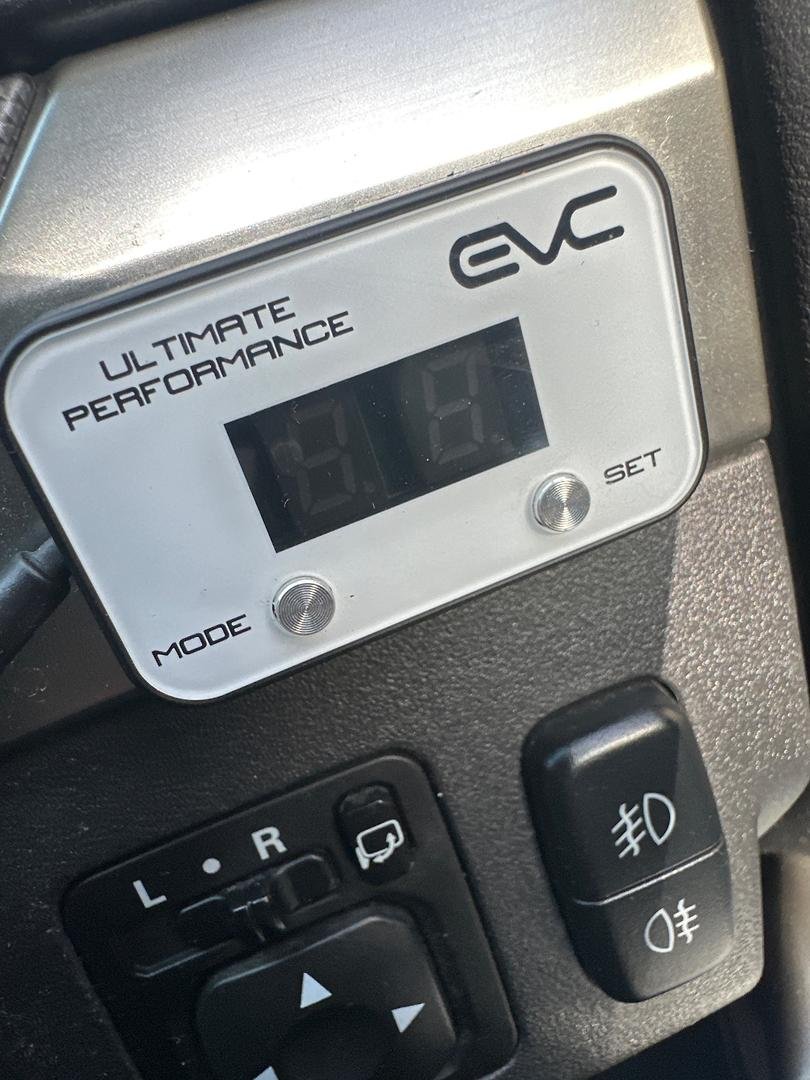 EVC
ULTIMATE
PERFORMANCE
SET
MODE
L • R